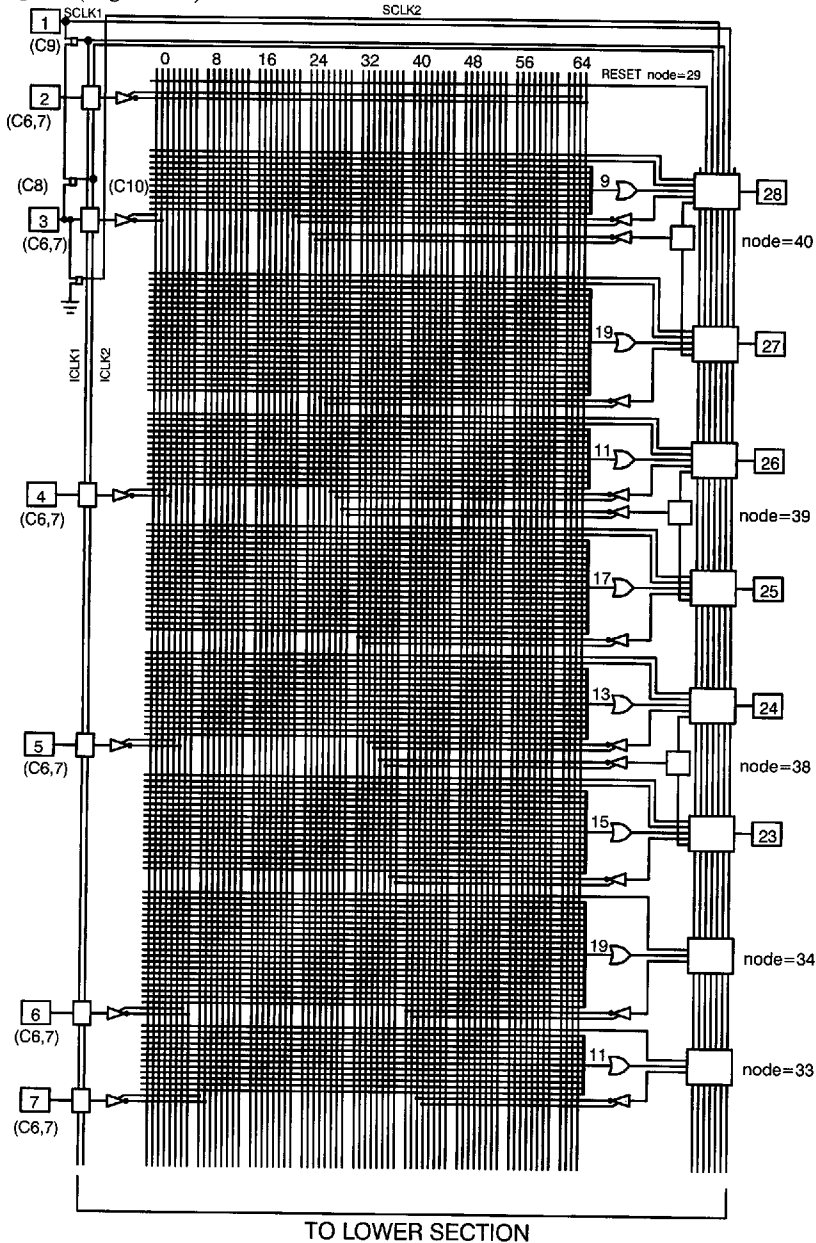 SCLK1
SCLK2
1
(C9)
0 8 16 24 32 40 48 56 64
RESET node=29
2
(C6,7)
(C8)
(C10)
9
28
3
(C6,7)
node=40
19
27
ICLK1
ICLK2
11
26
4
(C6,7)
node=39
17
25
13
24
5
(C6,7)
node=38
15
23
19
node=34
6
(C6,7)
11
node=33
7
(C6,7)
TO LOWER SECTION